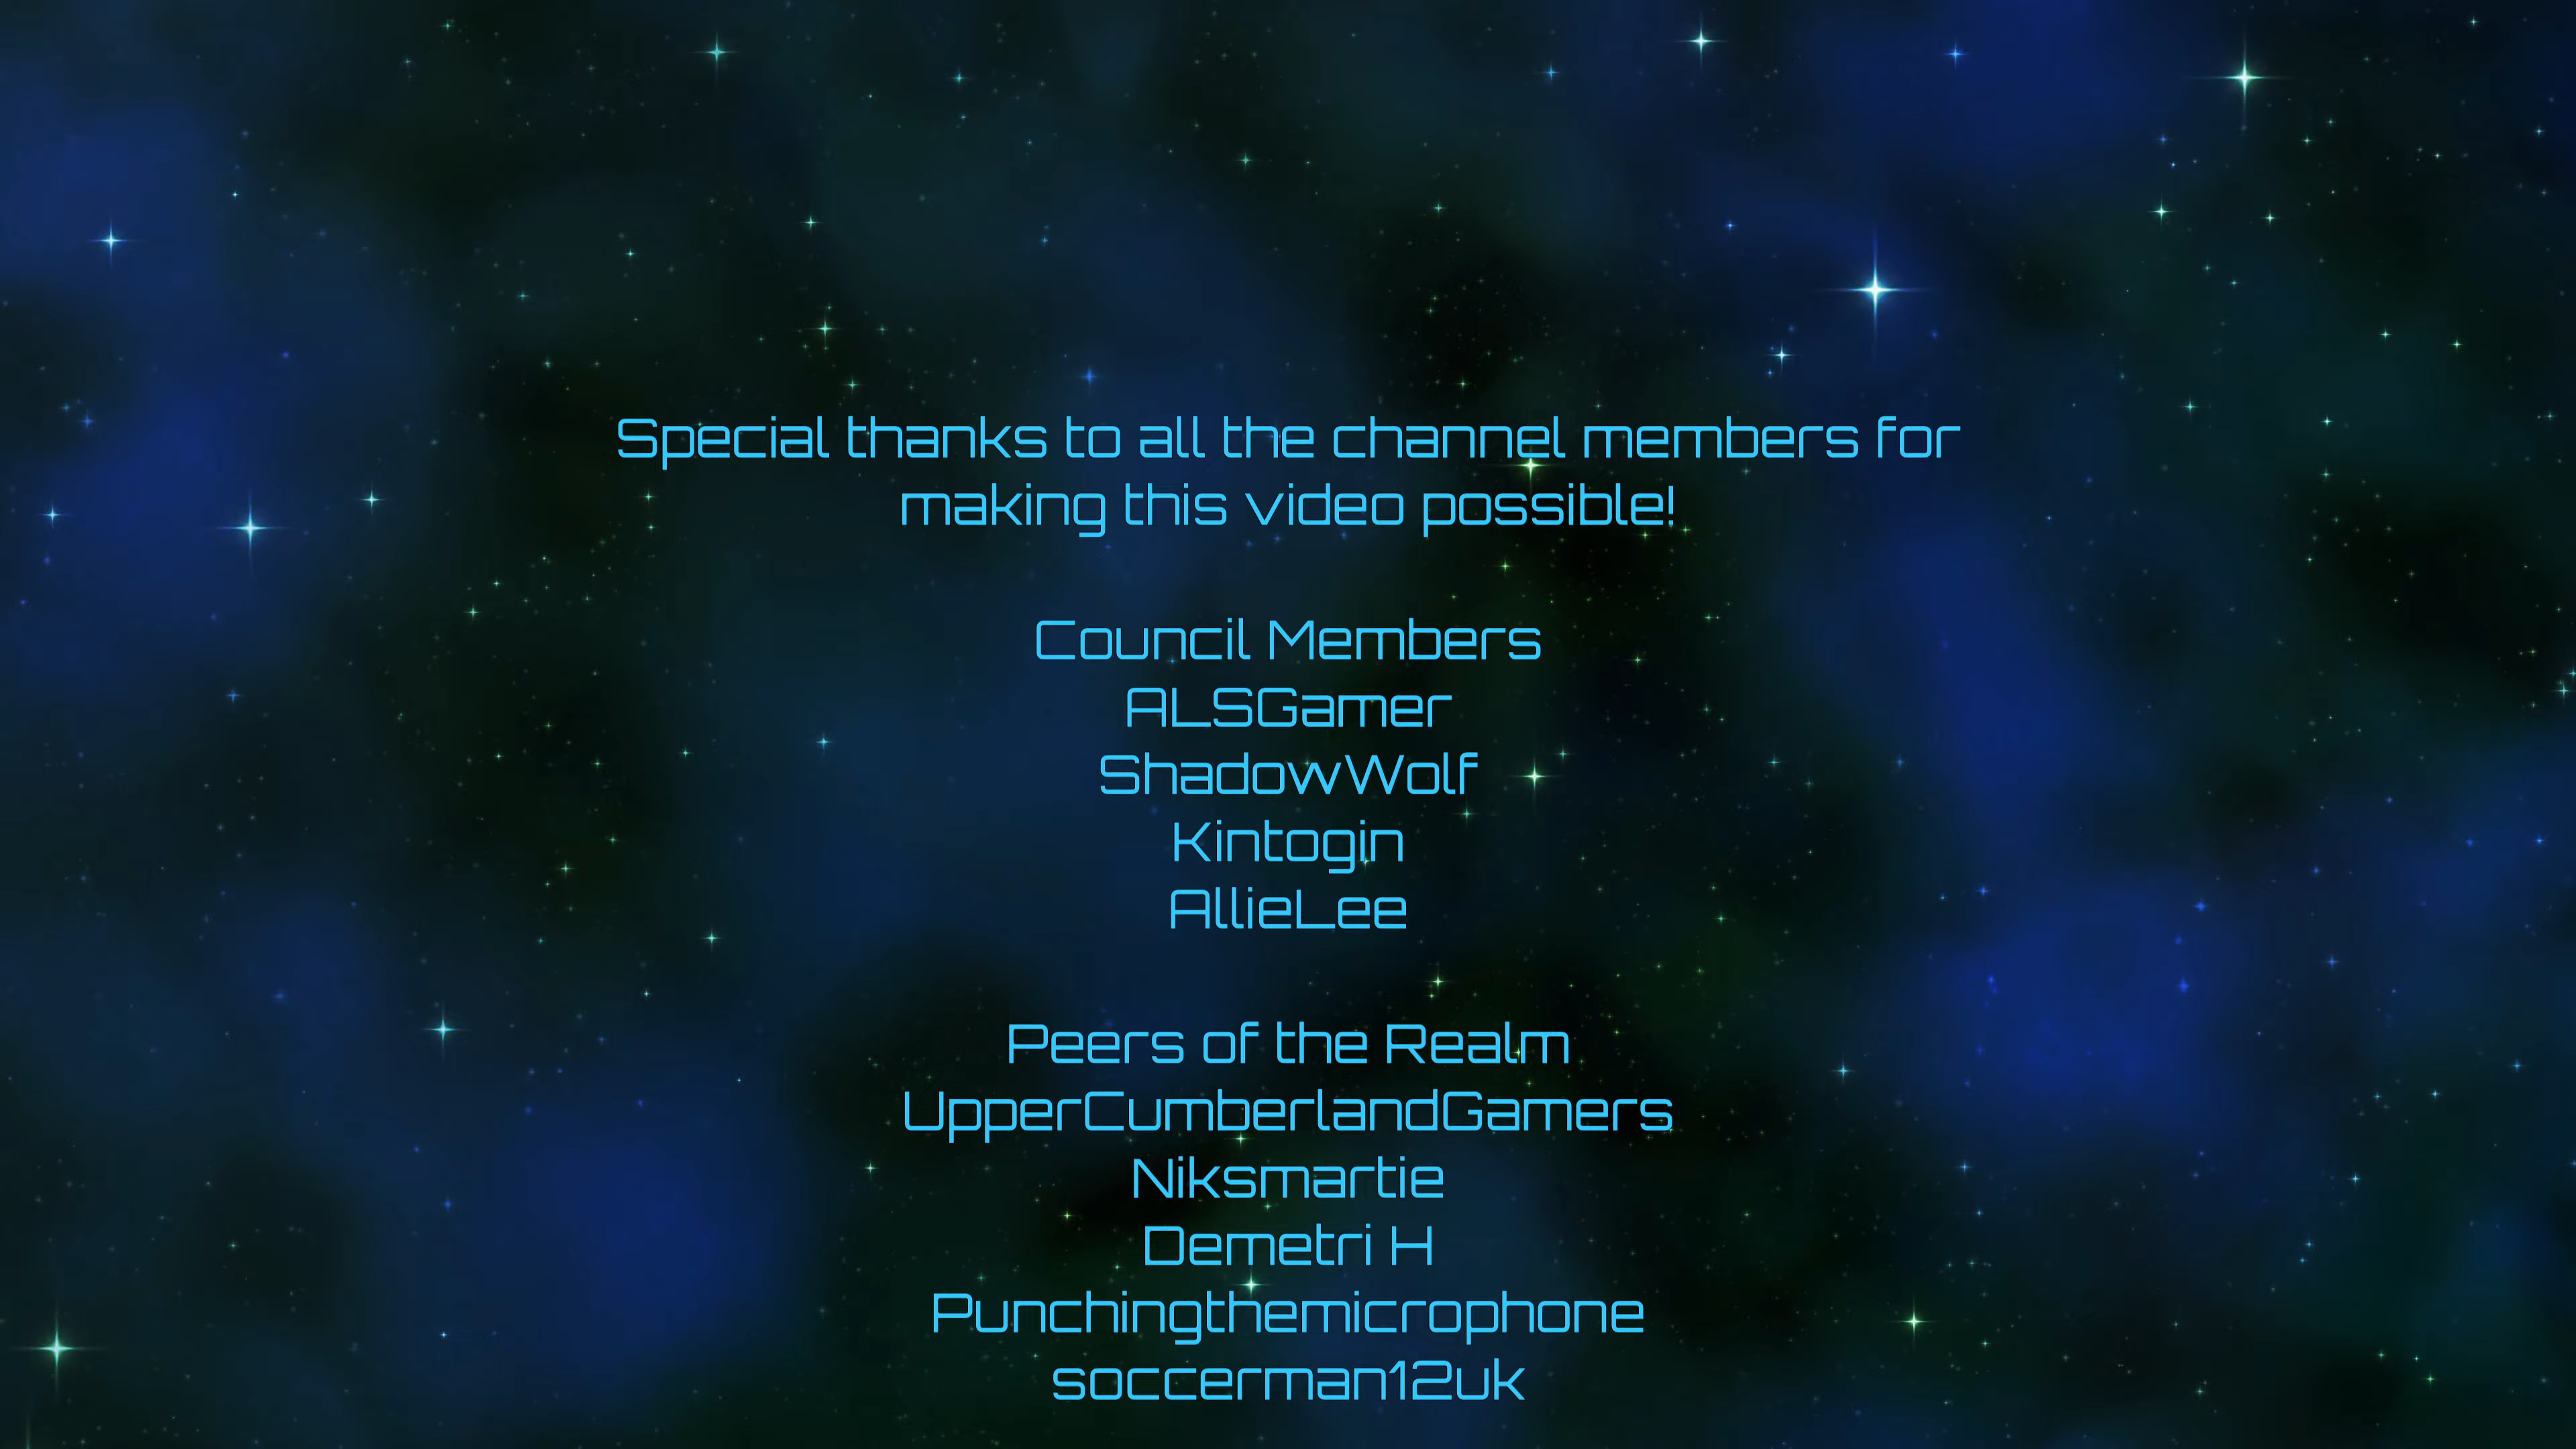 Special thanks to all the channel members for
making this video possible!
Council Members
ALSGamer
ShadowWolf
Kintogin
AllieLee
Peers of the Realm
UpperCumberlandGamers
Niksmartie
Demetri H
Punchingthemicrophone
soccerman12uk